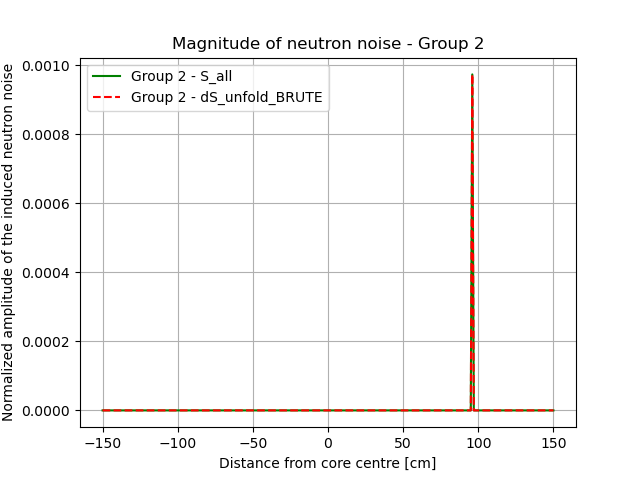 Magnitude of neutron noise - Group 2
Normalized amplitude of the induced neutron noise
0.0010
0.0008
0.0006
0.0004
0.0002
0.0000
Group 2 - S_all
Group 2 - dS_unfold_BRUTE
−150
−100
−50
0
50
100
150
Distance from core centre [cm]